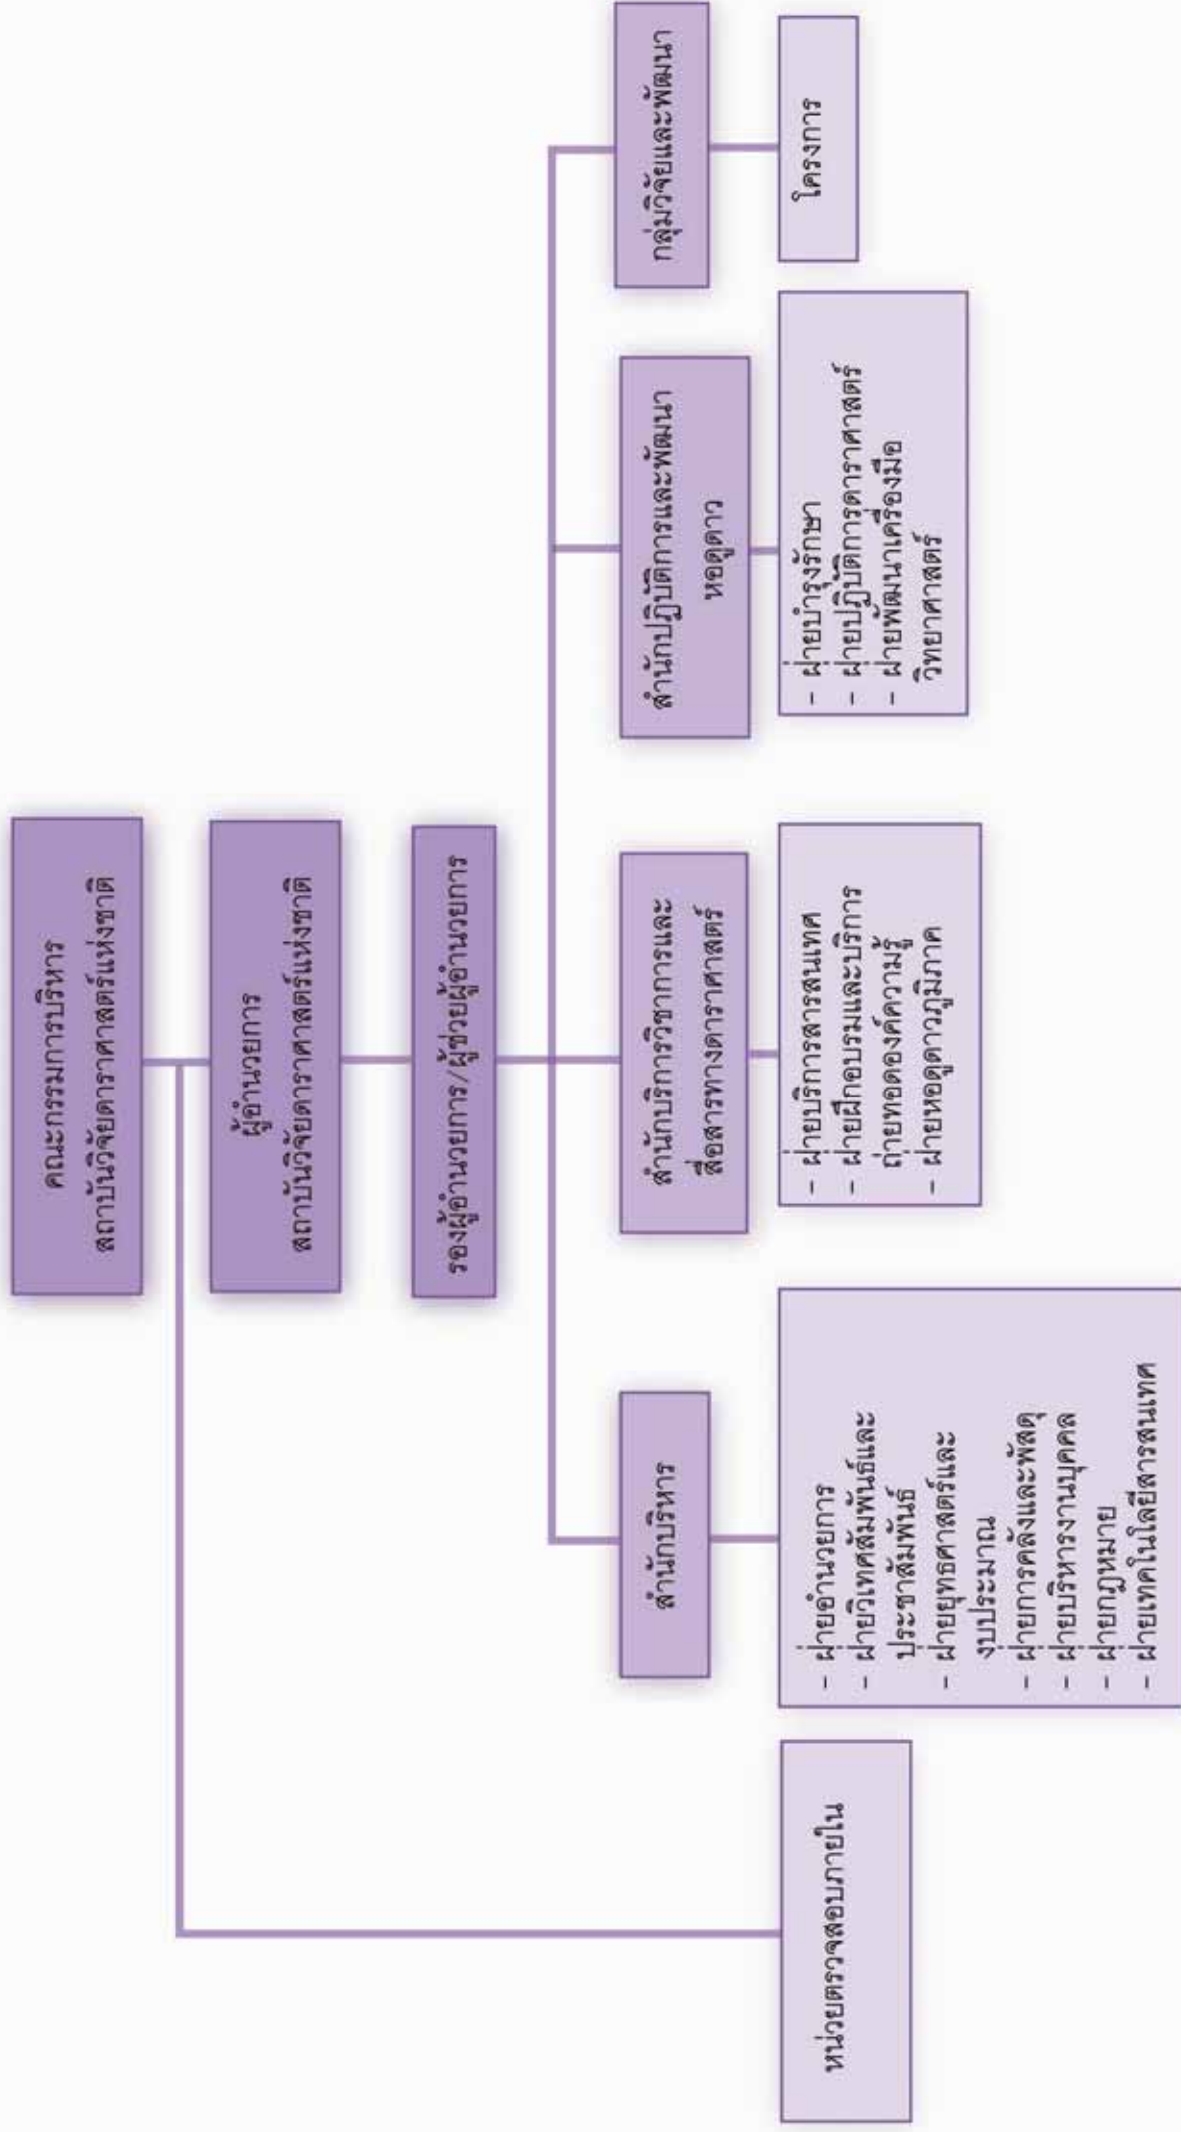 คณะกรรมการบริหาร
สถาบันวิจัยดาราศาสตร์แห่งชาติ
ผู้อำนวยการ
สถาบันวิจัยดาราศาสตร์แห่งชาติ
รองผู้อำนวยการ/ผู้ช่วยผู้อำนวยการ
หน่วยตรวจสอบภายใน
สำนักบริหาร
- ฝ่ายอำนวยการ
- ฝ่ายวิเทศสัมพันธ์และ
ประชาสัมพันธ์
- ฝ่ายยุทธศาสตร์และ
งบประมาณ
- ฝ่ายการคลังและพัสดุ
- ฝ่ายบริหารงานบุคคล
- ฝ่ายกฎหมาย
- ฝ่ายเทคโนโลยีสารสนเทศ
สำนักบริการวิชาการและ
สื่อสารทางดาราศาสตร์
- ฝ่ายบริการสารสนเทศ
- ฝ่ายฝึกอบรมและบริการ
ถ่ายทอดองค์ความรู้
- ฝ่ายหอดูดาวภูมิภาค
สำนักปฏิบัติการและพัฒนา
หอดูดาว
- ฝ่ายบำรุงรักษา
- ฝ่ายปฏิบัติการดาราศาสตร์
- ฝ่ายพัฒนาเครื่องมือ
วิทยาศาสตร์
กลุ่มวิจัยและพัฒนา
โครงการ